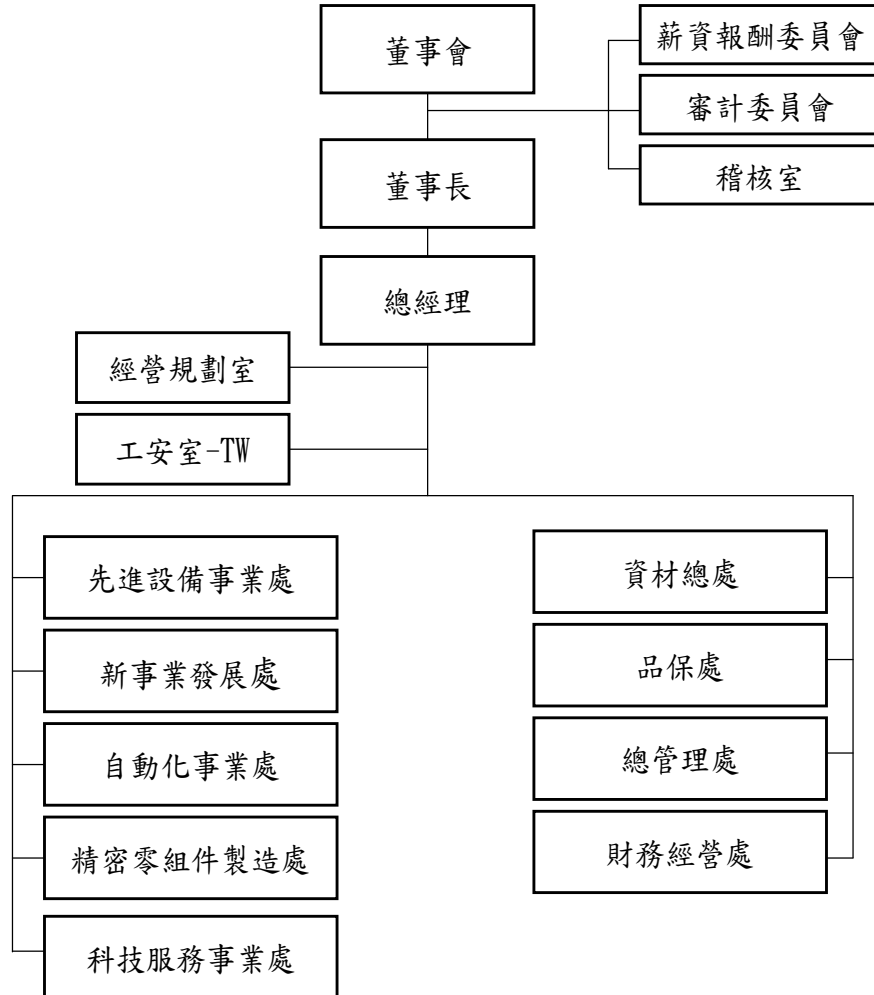 董事會
薪資報酬委員會
審計委員會
稽核室
董事長
總經理
經營規劃室
工安室-TW
先進設備事業處
新事業發展處
自動化事業處
精密零組件製造處
科技服務事業處
資材總處
品保處
總管理處
財務經營處